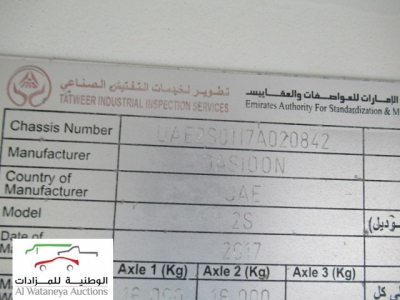 تطوير لخدمات التفتيش الصناعي
TATWEER INDUSTRIAL INSPECTION SERVICES
الإمارات للمواصفات والمقاييس
Emirates Authority For Standardization & M
Chassis Number
Manufacturer
Country of Manufacturer UAE
Model 2S
Date of 2017
Axle 1 (Kg) Axle 2 (Kg) Axle 3 (Kg)
الوطنية للمزادات
Al Wataneya Auctions